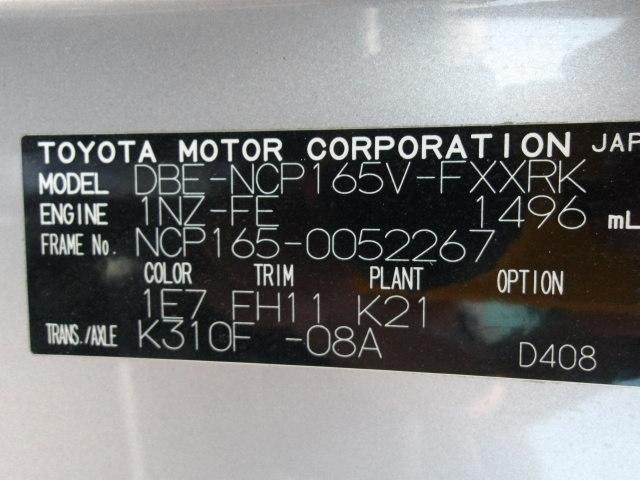 TOYOTA MOTOR CORPORATION JAP
MODEL DBE-NCP165V-FXXRK
ENGINE 1NZ-FE 1496 mL
FRAME No. NCP165-0052267
COLOR TRIM PLANT OPTION
1E7 FH11 K21
TRANS./AXLE K310F -08A D408